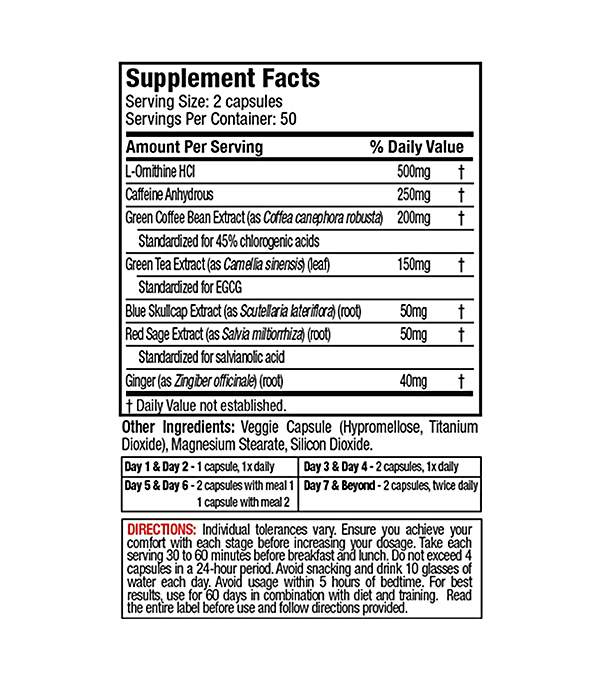 Supplement Facts
Serving Size: 2 capsules
Servings Per Container: 50
Amount Per Serving % Daily Value
L-Ornithine HCl 500mg †
Caffeine Anhydrous 250mg †
Green Coffee Bean Extract (as Coffea canephora robusta) 200mg †
Standardized for 45% chlorogenic acids
Green Tea Extract (as Camellia sinensis) (leaf) 150mg †
Standardized for EGCG
Blue Skullcap Extract (as Scutellaria lateriflora) (root) 50mg †
Red Sage Extract (as Salvia miltiorrhiza) (root) 50mg †
Standardized for salvianolic acid
Ginger (as Zingiber officinale) (root) 40mg †
† Daily Value not established.
Other Ingredients: Veggie Capsule (Hypromellose, Titanium
Dioxide), Magnesium Stearate, Silicon Dioxide.
Day 1 & Day 2 - 1 capsule, 1x daily
Day 3 & Day 4 - 2 capsules, 1x daily
Day 5 & Day 6 - 2 capsules with meal 1
1 capsule with meal 2
Day 7 & Beyond - 2 capsules, twice daily
DIRECTIONS: Individual tolerances vary. Ensure you achieve your
comfort with each stage before increasing your dosage. Take each
serving 30 to 60 minutes before breakfast and lunch. Do not exceed 4
capsules in a 24-hour period. Avoid snacking and drink 10 glasses of
water each day. Avoid usage within 5 hours of bedtime. For best
results, use for 60 days in combination with diet and training. Read
the entire label before use and follow directions provided.